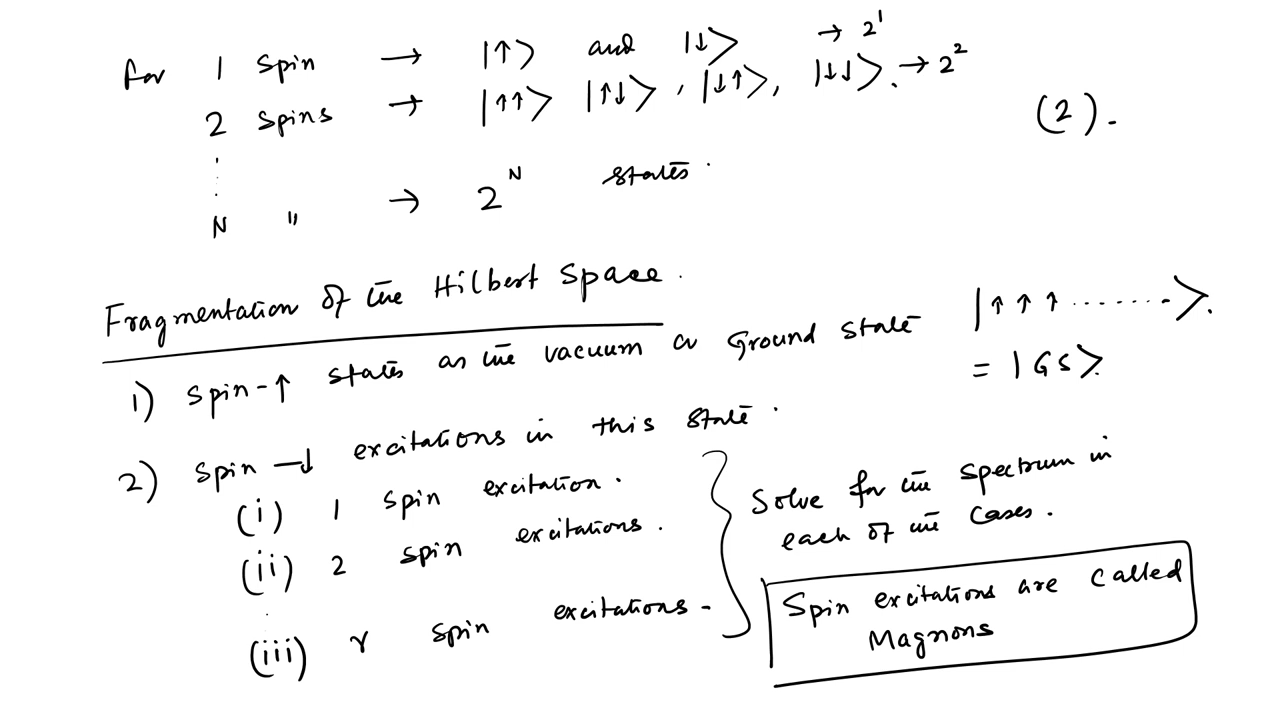 for 1 Spin → |↑> and |↓> → 2¹
2 Spins → |↑↑> |↑↓>, |↓↑>, |↓↓>. → 2²
(2).
⋮
N " → 2ᴺ states.
Fragmentation of the Hilbert Space.
1) Spin-↑ states as the vacuum or Ground state |↑ ↑ ↑ ........>.
= |GS>.
2) Spin -↓ excitations in this state.
(i) 1 spin excitation.
(ii) 2 spin excitations.
⋮
(iii) r spin excitations.
Solve for the spectrum in
each of the cases.
Spin excitations are called
Magnons